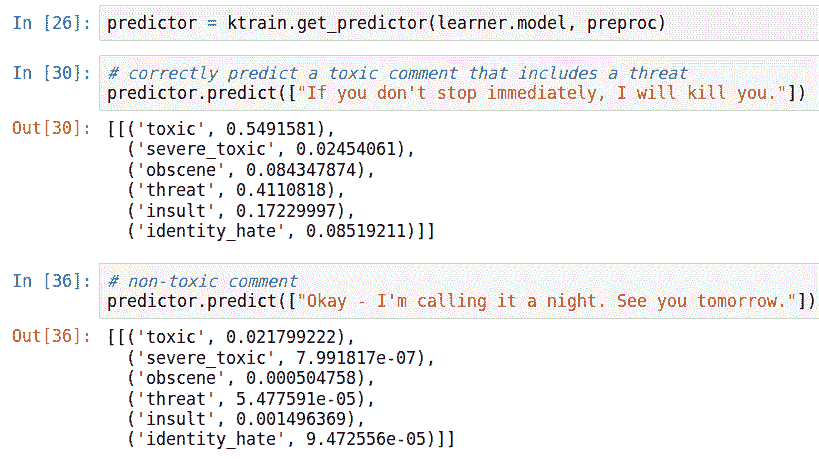 In [26]: predictor = ktrain.get_predictor(learner.model, preproc)
In [30]: # correctly predict a toxic comment that includes a threat
predictor.predict(["If you don't stop immediately, I will kill you."])
Out[30]: [[('toxic', 0.5491581),
('severe_toxic', 0.02454061),
('obscene', 0.084347874),
('threat', 0.4110818),
('insult', 0.17229997),
('identity_hate', 0.08519211)]]
In [36]: # non-toxic comment
predictor.predict(["Okay - I'm calling it a night. See you tomorrow."])
Out[36]: [[('toxic', 0.021799222),
('severe_toxic', 7.991817e-07),
('obscene', 0.000504758),
('threat', 5.477591e-05),
('insult', 0.001496369),
('identity_hate', 9.472556e-05)]]